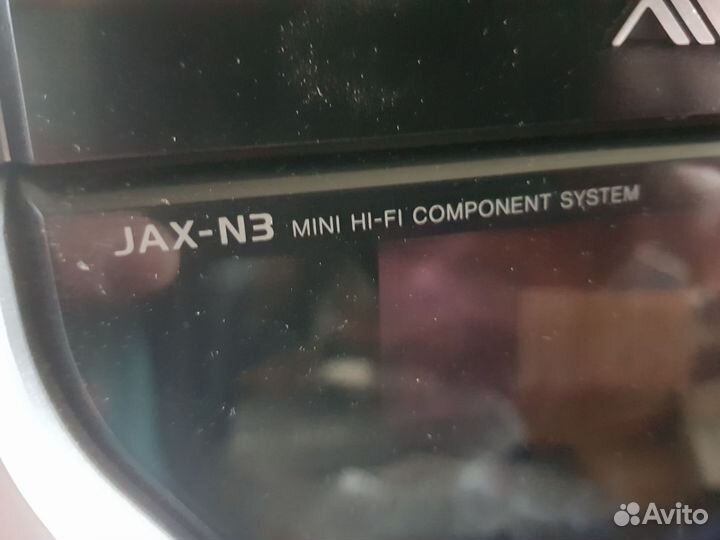 JAX-N3 MINI HI-FI COMPONENT SYSTEM
Avito